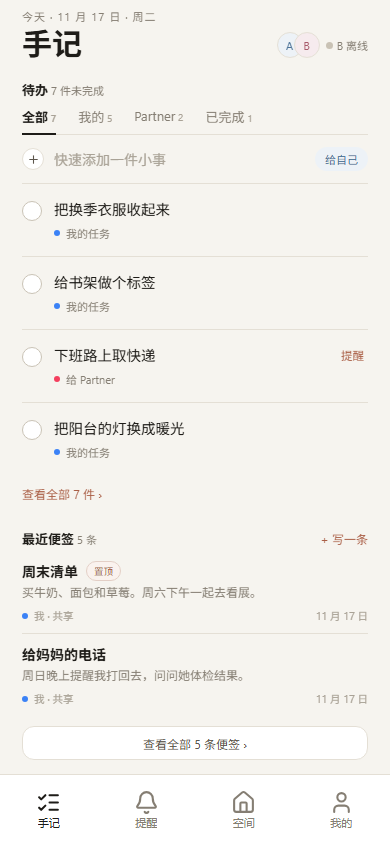 今天 · 11 月 17 日 · 周二
手记
A B B 离线
待办 7 件未完成
全部 7 我的 5 Partner 2 已完成 1
+ 快速添加一件小事 给自己
把换季衣服收起来
我的任务
给书架做个标签
我的任务
下班路上取快递 提醒
给 Partner
把阳台的灯换成暖光
我的任务
查看全部 7 件 ›
最近便签 5 条 + 写一条
周末清单 置顶
买牛奶、面包和草莓。周六下午一起去看展。
我 · 共享 11 月 17 日
给妈妈的电话
周日晚上提醒我打回去，问问她体检结果。
我 · 共享 11 月 17 日
查看全部 5 条便签 ›
手记 提醒 空间 我的